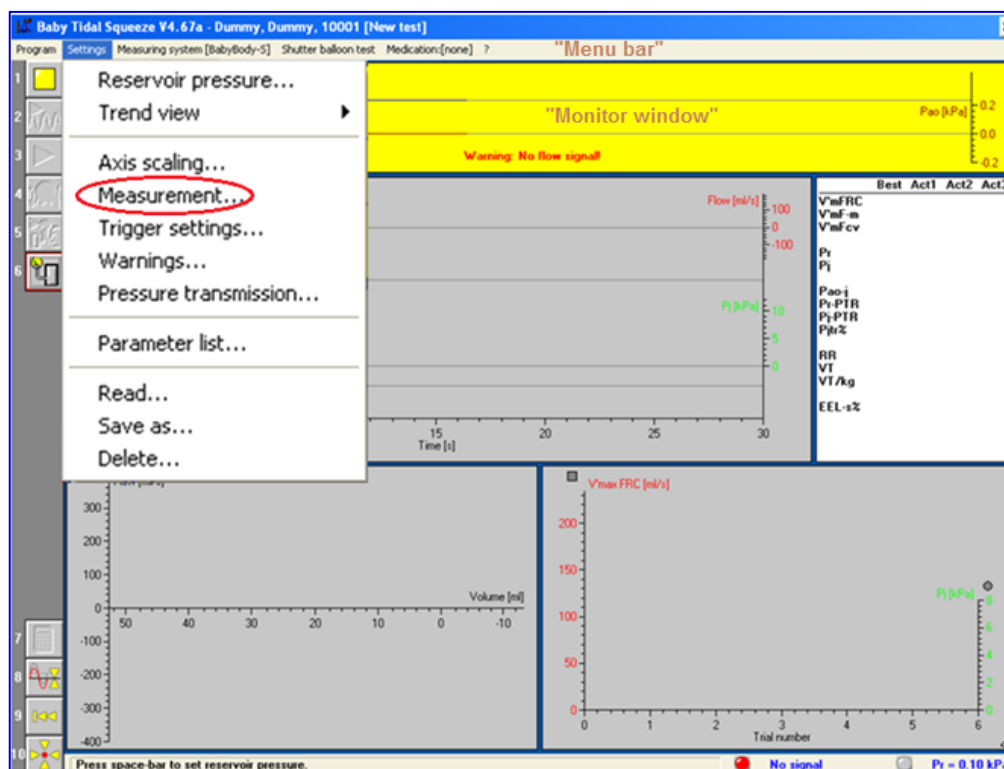 Baby Tidal Squeeze V4.67a - Dummy, Dummy, 10001 [New test]
Program Settings Measuring system [BabyBody-S] Shutter balloon test Medication:[none] ? "Menu bar"
1
2
3
4
5
6
7
8
9
10
Reservoir pressure...
Trend view
Axis scaling...
Measurement...
Trigger settings...
Warnings...
Pressure transmission...
Parameter list...
Read...
Save as...
Delete...
"Monitor window"
Warning: No flow signal!
Pao [kPa]
0.2
0.0
-0.2
Flow [ml/s]
100
0
-100
Pj [kPa]
10
5
0
15 20 25 30
Time [s]
Best Act1 Act2 Act3
V'mFRC
V'mF-m
V'mFcv
Pr
Pj
Pao-j
Pr-PTR
Pj-PTR
Pjtr%
RR
VT
VT/kg
EEL-s%
300
200
100
0
-100
-200
-300
-400
Volume [ml]
50 40 30 20 10 0 -10
V'max FRC [ml/s]
200
150
100
50
0
Pj [kPa]
8
6
4
2
0
0 1 2 3 4 5 6
Trial number
Press space-bar to set reservoir pressure.
No signal
Pr = 0.10 kP